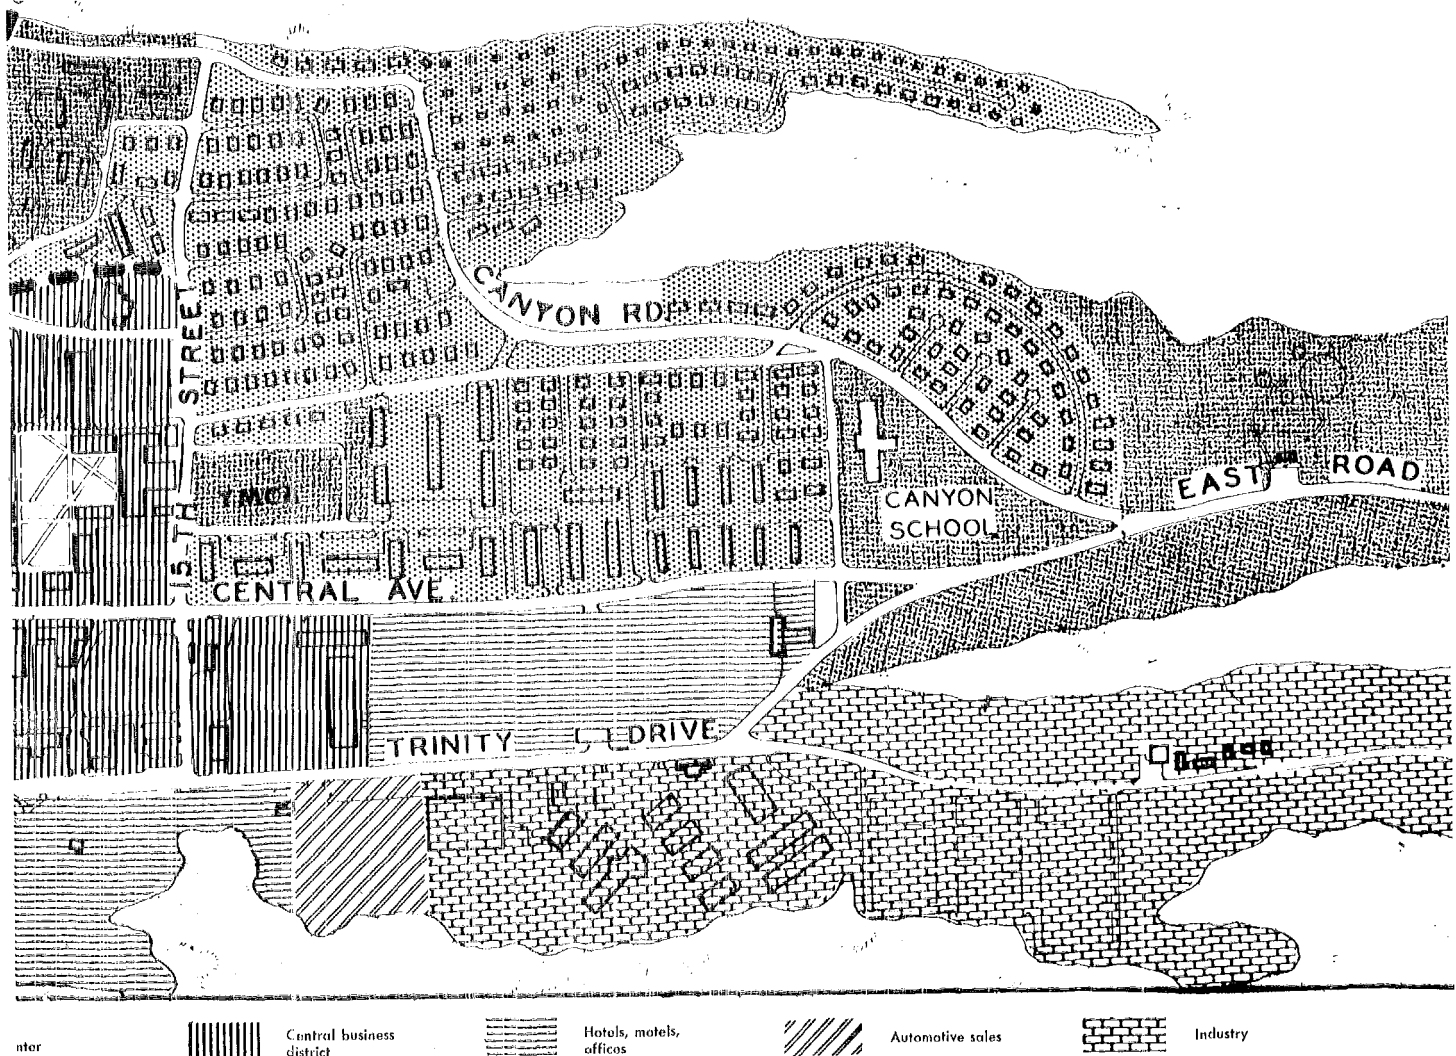 CANYON RD.
STREET
15TH
YMCA
CANYON
SCHOOL
EAST ROAD
CENTRAL AVE.
TRINITY DRIVE
nter
Central business
district
Hotels, motels,
offices
Automotive sales
Industry